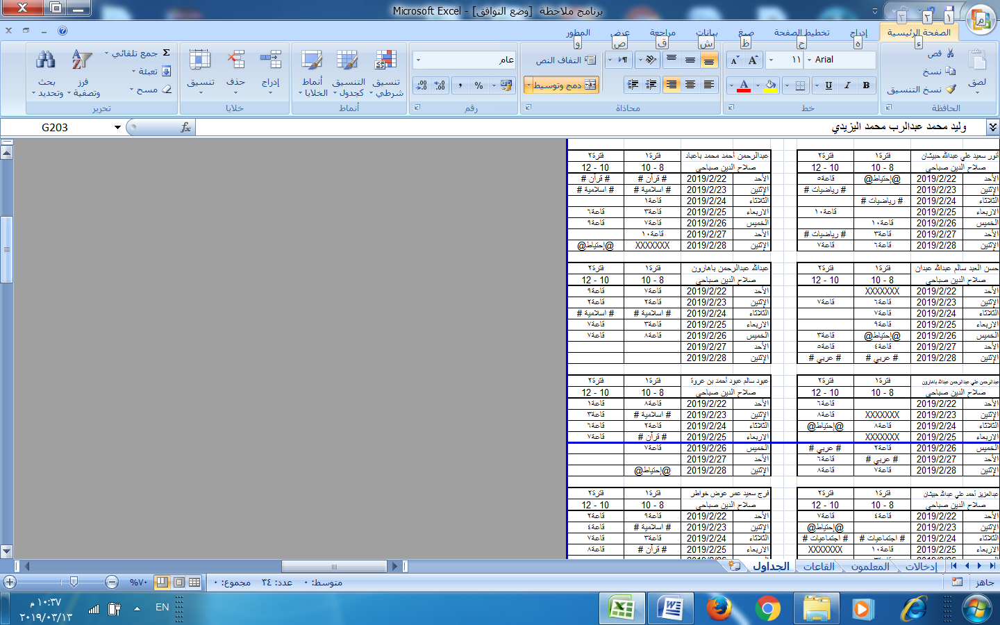 برنامج ملاحظة [وضع التوافق] - Microsoft Excel
الصفحة الرئيسية إدراج تخطيط الصفحة صيغ بيانات مراجعة عرض المطور
١ ٢ ٣ م
ء ه ح ظ ش ق ص و
لصق قص نسخ نسخ التنسيق
الحافظة
Arial ١١
B I U A A A
خط
التفاف النص
دمج وتوسيط
محاذاة
عام
%
رقم
تنسيق شرطي التنسيق كجدول أنماط الخلايا
أنماط
إدراج حذف تنسيق
خلايا
جمع تلقائي تعبئة مسح فرز وتصفية بحث وتحديد
تحرير
G203 fx وليد محمد عبدالرب محمد اليزيدي
أنور سعيد علي عبدالله حبيشان فترة١ فترة٢
صلاح الدين صباحي 8 - 10 10 - 12
الأحد 2019/2/22 @إحتياط@ قاعة٥
الإثنين 2019/2/23 # رياضيات #
الثلاثاء 2019/2/24 # رياضيات #
الاربعاء 2019/2/25 قاعة١٠
الخميس 2019/2/26 قاعة١٠
الأحد 2019/2/27 قاعة٣ # رياضيات #
الإثنين 2019/2/28 قاعة٦ قاعة٧
عبدالرحمن أحمد محمد باعباد فترة١ فترة٢
صلاح الدين صباحي 8 - 10 10 - 12
الأحد 2019/2/22 # قرآن # # قرآن #
الإثنين 2019/2/23 # اسلامية # # اسلامية #
الثلاثاء 2019/2/24 قاعة١
الاربعاء 2019/2/25 قاعة٣ قاعة٦
الخميس 2019/2/26 قاعة٧ قاعة٩
الأحد 2019/2/27 قاعة١٠
الإثنين 2019/2/28 XXXXXXX @إحتياط@
حسن العبد سالم عبدالله عبدان فترة١ فترة٢
صلاح الدين صباحي 8 - 10 10 - 12
الأحد 2019/2/22 XXXXXXX
الإثنين 2019/2/23 قاعة٦ قاعة٧
الثلاثاء 2019/2/24 قاعة٧
الاربعاء 2019/2/25 قاعة٩
الخميس 2019/2/26 @إحتياط@ قاعة٣
الأحد 2019/2/27 قاعة٤ قاعة٥
الإثنين 2019/2/28 # عربي # # عربي #
عبدالله عبدالرحمن باهارون فترة١ فترة٢
صلاح الدين صباحي 8 - 10 10 - 12
الأحد 2019/2/22 قاعة٧ قاعة٩
الإثنين 2019/2/23 قاعة٢ قاعة٢
الثلاثاء 2019/2/24 # اسلامية # # اسلامية #
الاربعاء 2019/2/25 قاعة٣ قاعة٧
الخميس 2019/2/26 قاعة٨ قاعة٧
الأحد 2019/2/27
الإثنين 2019/2/28
عبدالرحمن علي عبدالرحمن عبدالله باهارون فترة١ فترة٢
صلاح الدين صباحي 8 - 10 10 - 12
الأحد 2019/2/22 قاعة٦
الإثنين 2019/2/23 XXXXXXX قاعة٨
الثلاثاء 2019/2/24 قاعة٨ @إحتياط@
الاربعاء 2019/2/25 XXXXXXX
الخميس 2019/2/26 قاعة٢ # عربي #
الأحد 2019/2/27 # عربي # قاعة٦
الإثنين 2019/2/28 قاعة٧ قاعة٨
عبود سالم عبود أحمد بن عروة فترة١ فترة٢
صلاح الدين صباحي 8 - 10 10 - 12
الأحد 2019/2/22 قاعة٨ قاعة١
الإثنين 2019/2/23 # اسلامية # قاعة٣
الثلاثاء 2019/2/24 قاعة٢ قاعة٦
الاربعاء 2019/2/25 # قرآن # قاعة٧
الخميس 2019/2/26 قاعة٧
الأحد 2019/2/27
الإثنين 2019/2/28 @إحتياط@
عبدالعزيز أحمد علي عبدالله حبيشان فترة١ فترة٢
صلاح الدين صباحي 8 - 10 10 - 12
الأحد 2019/2/22 قاعة٤ قاعة٧
الإثنين 2019/2/23 @إحتياط@
الثلاثاء 2019/2/24 # اجتماعيات # # اجتماعيات #
الاربعاء 2019/2/25 قاعة١٠ XXXXXXX
فرج سعيد عمر عوض خواطر فترة١ فترة٢
صلاح الدين صباحي 8 - 10 10 - 12
الأحد 2019/2/22 قاعة٩ قاعة٢
الإثنين 2019/2/23 # اسلامية # قاعة٤
الثلاثاء 2019/2/24 قاعة٣ قاعة٧
الاربعاء 2019/2/25 # قرآن # قاعة٨
إدخالات المعلمون القاعات الجداول
جاهز متوسط: ٠ عدد: ٣٤ مجموع: ٠ ٧٠%
EN ١٠:٣٧ م
٢٠١٩/٠٣/١٣